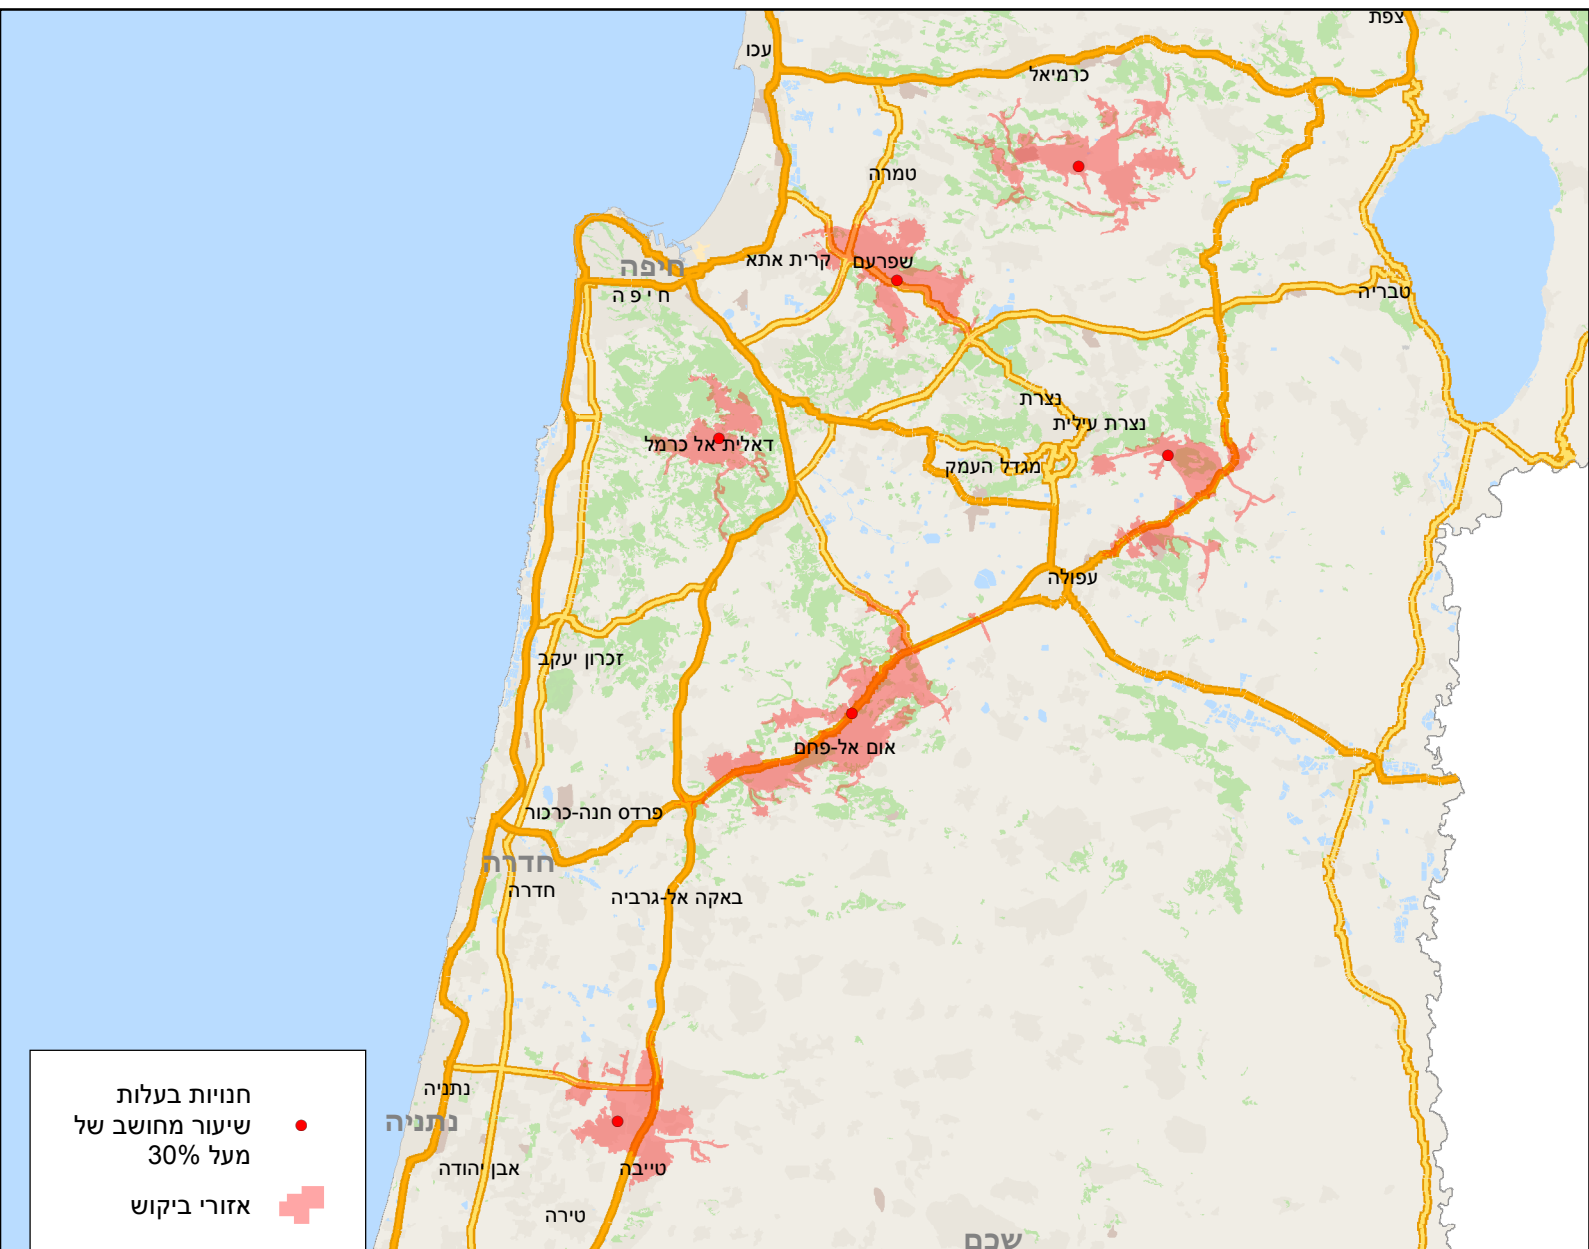 צפת
עכו
כרמיאל
טמרה
קרית אתא
שפרעם
חיפה
חיפה
טבריה
נצרת
נצרת עילית
דאלית אל כרמל
מגדל העמק
עפולה
זכרון יעקב
אום אל-פחם
פרדס חנה-כרכור
חדרה
חדרה
באקה אל-גרביה
נתניה
נתניה
אבן יהודה
טייבה
טירה
שכם
חנויות בעלות
שיעור מחושב של
מעל 30%
אזורי ביקוש